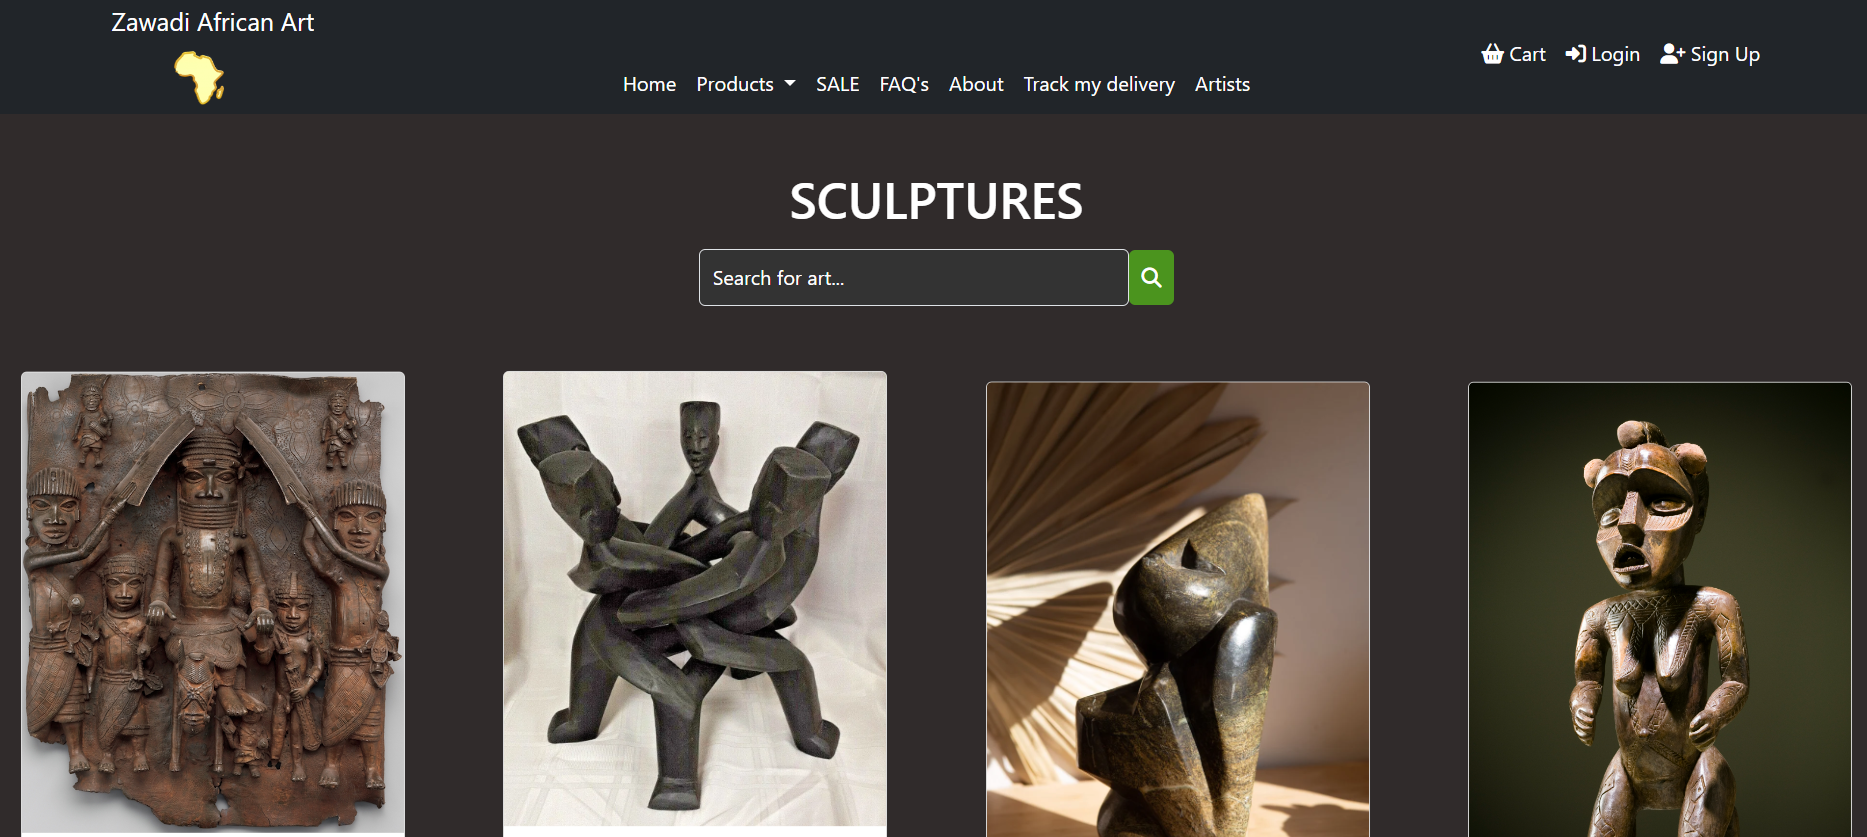 Zawadi African Art
Home Products SALE FAQ's About Track my delivery Artists
Cart Login Sign Up
SCULPTURES
Search for art...